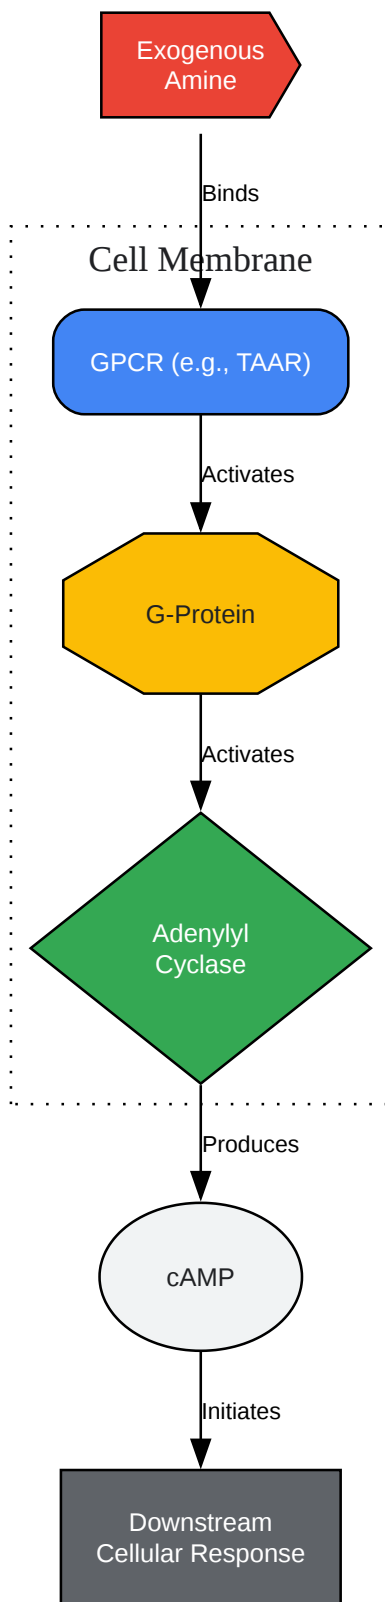 Exogenous
Amine
Binds
Cell Membrane
GPCR (e.g., TAAR)
Activates
G-Protein
Activates
Adenylyl
Cyclase
Produces
cAMP
Initiates
Downstream
Cellular Response